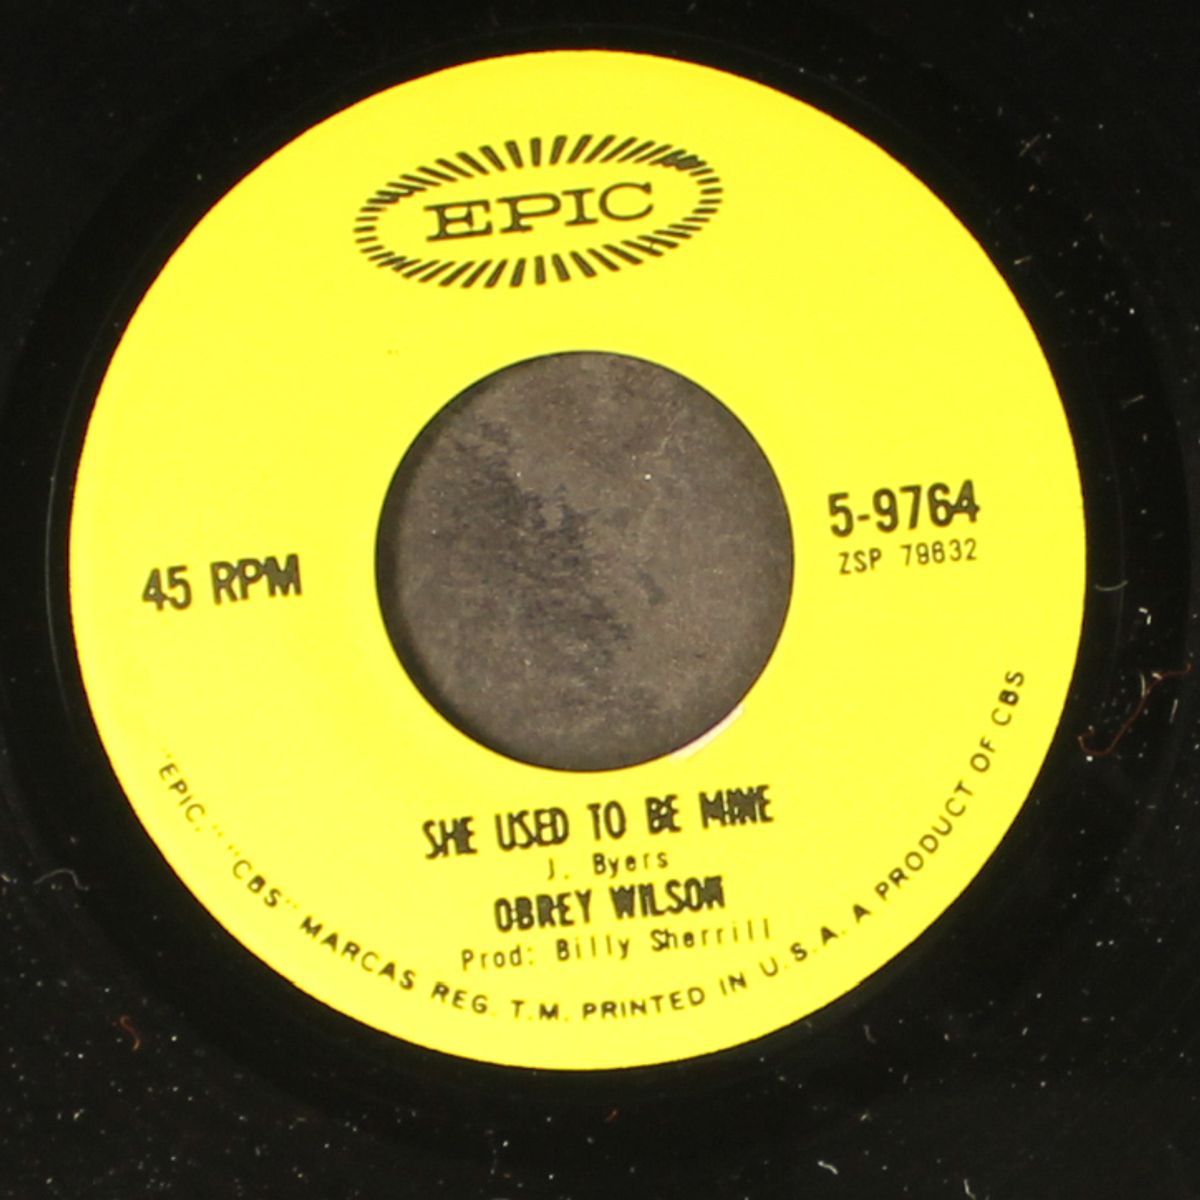 EPIC
5-9764
ZSP 79632
45 RPM
SHE USED TO BE MINE
J. Byers
OBREY WILSON
Prod: Billy Sherrill
"EPIC," "CBS" MARCAS REG. T.M. PRINTED IN U.S.A. A PRODUCT OF CBS